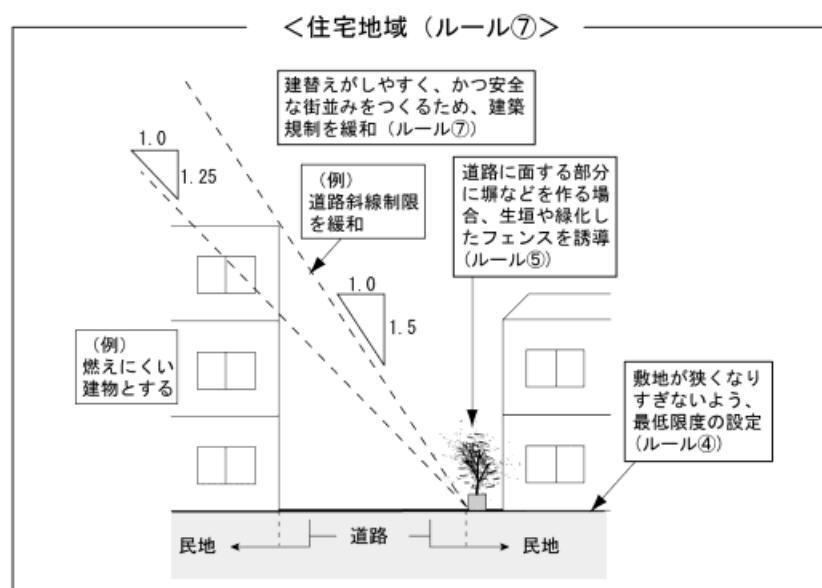 ＜住宅地域（ルール⑦）＞
建替えがしやすく、かつ安全
な街並みをつくるため、建築
規制を緩和（ルール⑦）
1.0
1.25
（例）
道路斜線制限
を緩和
道路に面する部分
に塀などを作る場
合、生垣や緑化し
たフェンスを誘導
(ルール⑤)
1.0
1.5
（例）
燃えにくい
建物とする
敷地が狭くなり
すぎないよう、
最低限度の設定
(ルール④)
民地
道路
民地